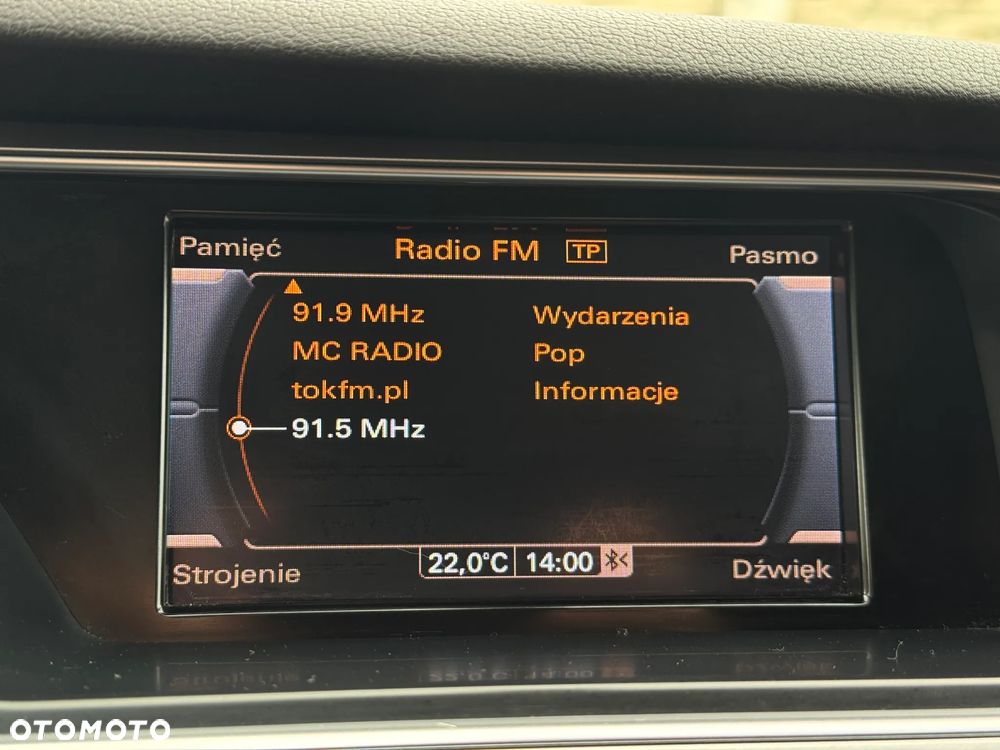 Pamięć Radio FM TP Pasmo
91.9 MHz Wydarzenia
MC RADIO Pop
tokfm.pl Informacje
91.5 MHz
Strojenie 22,0°C 14:00 Dźwięk
OTOMOTO